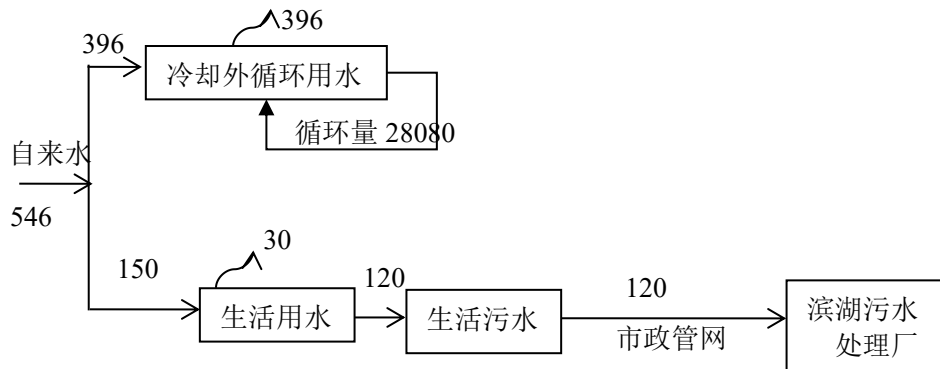 396
396
冷却外循环用水
循环量 28080
自来水
546
30
150
120
120
生活用水
生活污水
市政管网
滨湖污水
处理厂